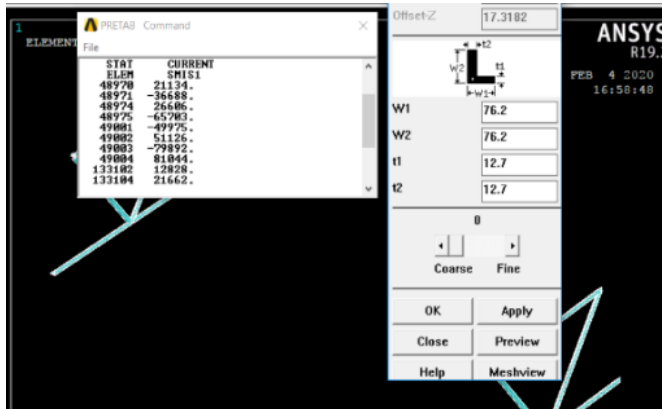 1
ELEMENT
PRETAB Command
File
STAT CURRENT
ELEM SMIS1
48970 21134.
48971 -36688.
48974 26606.
48975 -65703.
49001 -49975.
49002 51126.
49003 -79892.
49004 81044.
133102 12828.
133104 21662.
Offset-Z 17.3182
t2
W2 t1
W1
W1 76.2
W2 76.2
t1 12.7
t2 12.7
0
Coarse Fine
OK Apply
Close Preview
Help Meshview
ANSYS
R19.
FEB 4 2020
16:58:48